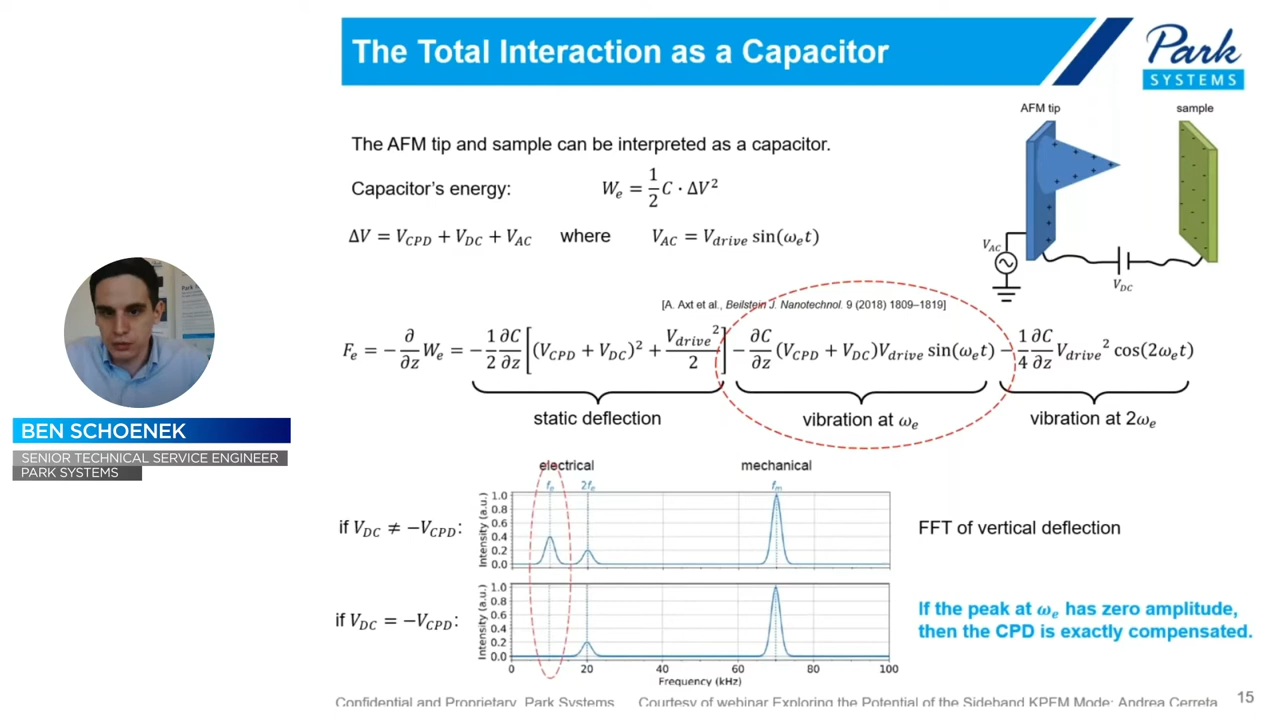 The Total Interaction as a Capacitor
Park
SYSTEMS
AFM tip
sample
The AFM tip and sample can be interpreted as a capacitor.
Capacitor's energy: W_e = 1/2 C · ΔV²
ΔV = V_CPD + V_DC + V_AC where V_AC = V_drive sin(ω_e t)
V_AC
V_DC
[A. Axt et al., Beilstein J. Nanotechnol. 9 (2018) 1809–1819]
F_e = −∂/∂z W_e = −1/2 ∂C/∂z [(V_CPD + V_DC)² + V_drive²/2] − ∂C/∂z (V_CPD + V_DC)V_drive sin(ω_e t) − 1/4 ∂C/∂z V_drive² cos(2ω_e t)
static deflection
vibration at ω_e
vibration at 2ω_e
BEN SCHOENEK
SENIOR TECHNICAL SERVICE ENGINEER
PARK SYSTEMS
electrical
mechanical
f_e 2f_e f_m
if V_DC ≠ −V_CPD:
Intensity (a.u.)
1.0
0.8
0.6
0.4
0.2
0.0
FFT of vertical deflection
if V_DC = −V_CPD:
Intensity (a.u.)
1.0
0.8
0.6
0.4
0.2
0.0
0 20 40 60 80 100
Frequency (kHz)
If the peak at ω_e has zero amplitude,
then the CPD is exactly compensated.
Confidential and Proprietary, Park Systems
Courtesy of webinar Exploring the Potential of the Sideband KPFM Mode: Andrea Cerreta
15